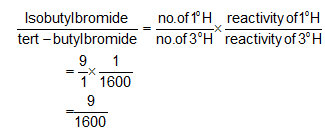 Isobutylbromide / tert – butylbromide = no.of 1°H / no.of 3°H × reactivity of 1°H / reactivity of 3°H
= 9/1 × 1/1600
= 9/1600